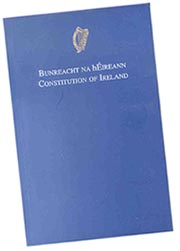 BUNREACHT NA hÉIREANN
CONSTITUTION OF IRELAND